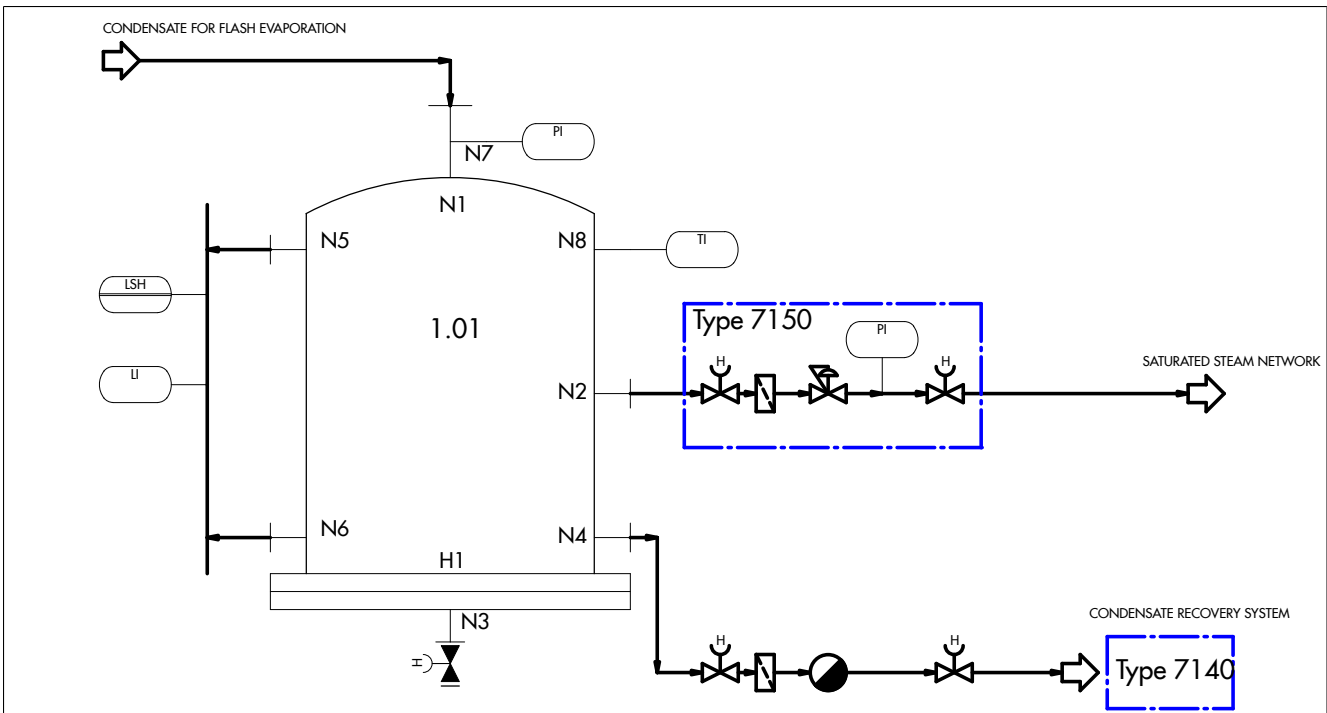 CONDENSATE FOR FLASH EVAPORATION
PI
N7
N1
N5
N8
TI
LSH
1.01
Type 7150
PI
LI
H
H
SATURATED STEAM NETWORK
N2
N6
N4
H1
N3
CONDENSATE RECOVERY SYSTEM
H
H
H
Type 7140